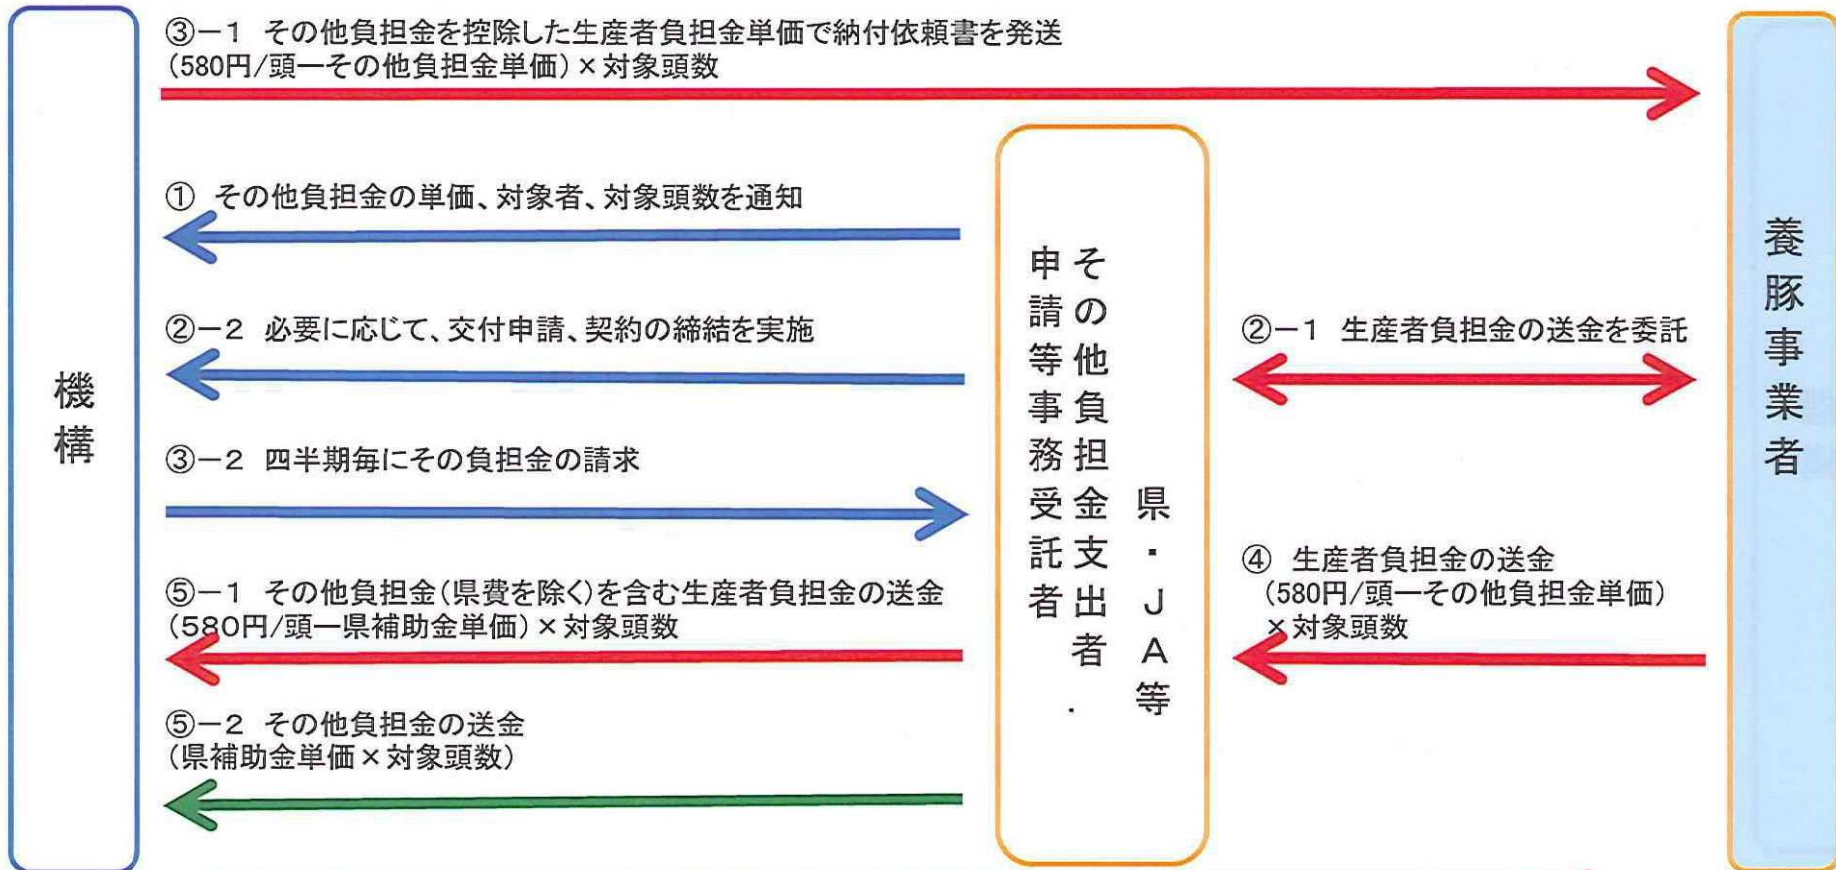 ③－1 その他負担金を控除した生産者負担金単価で納付依頼書を発送
(580円/頭－その他負担金単価)×対象頭数
① その他負担金の単価、対象者、対象頭数を通知
②－2 必要に応じて、交付申請、契約の締結を実施
③－2 四半期毎にその負担金の請求
⑤－1 その他負担金(県費を除く)を含む生産者負担金の送金
(580円/頭－県補助金単価)×対象頭数
⑤－2 その他負担金の送金
(県補助金単価×対象頭数)
機構
県・JA等
その他負担金支出者.
申請等事務受託者
.
②－1 生産者負担金の送金を委託
④ 生産者負担金の送金
(580円/頭－その他負担金単価)
×対象頭数
養豚事業者